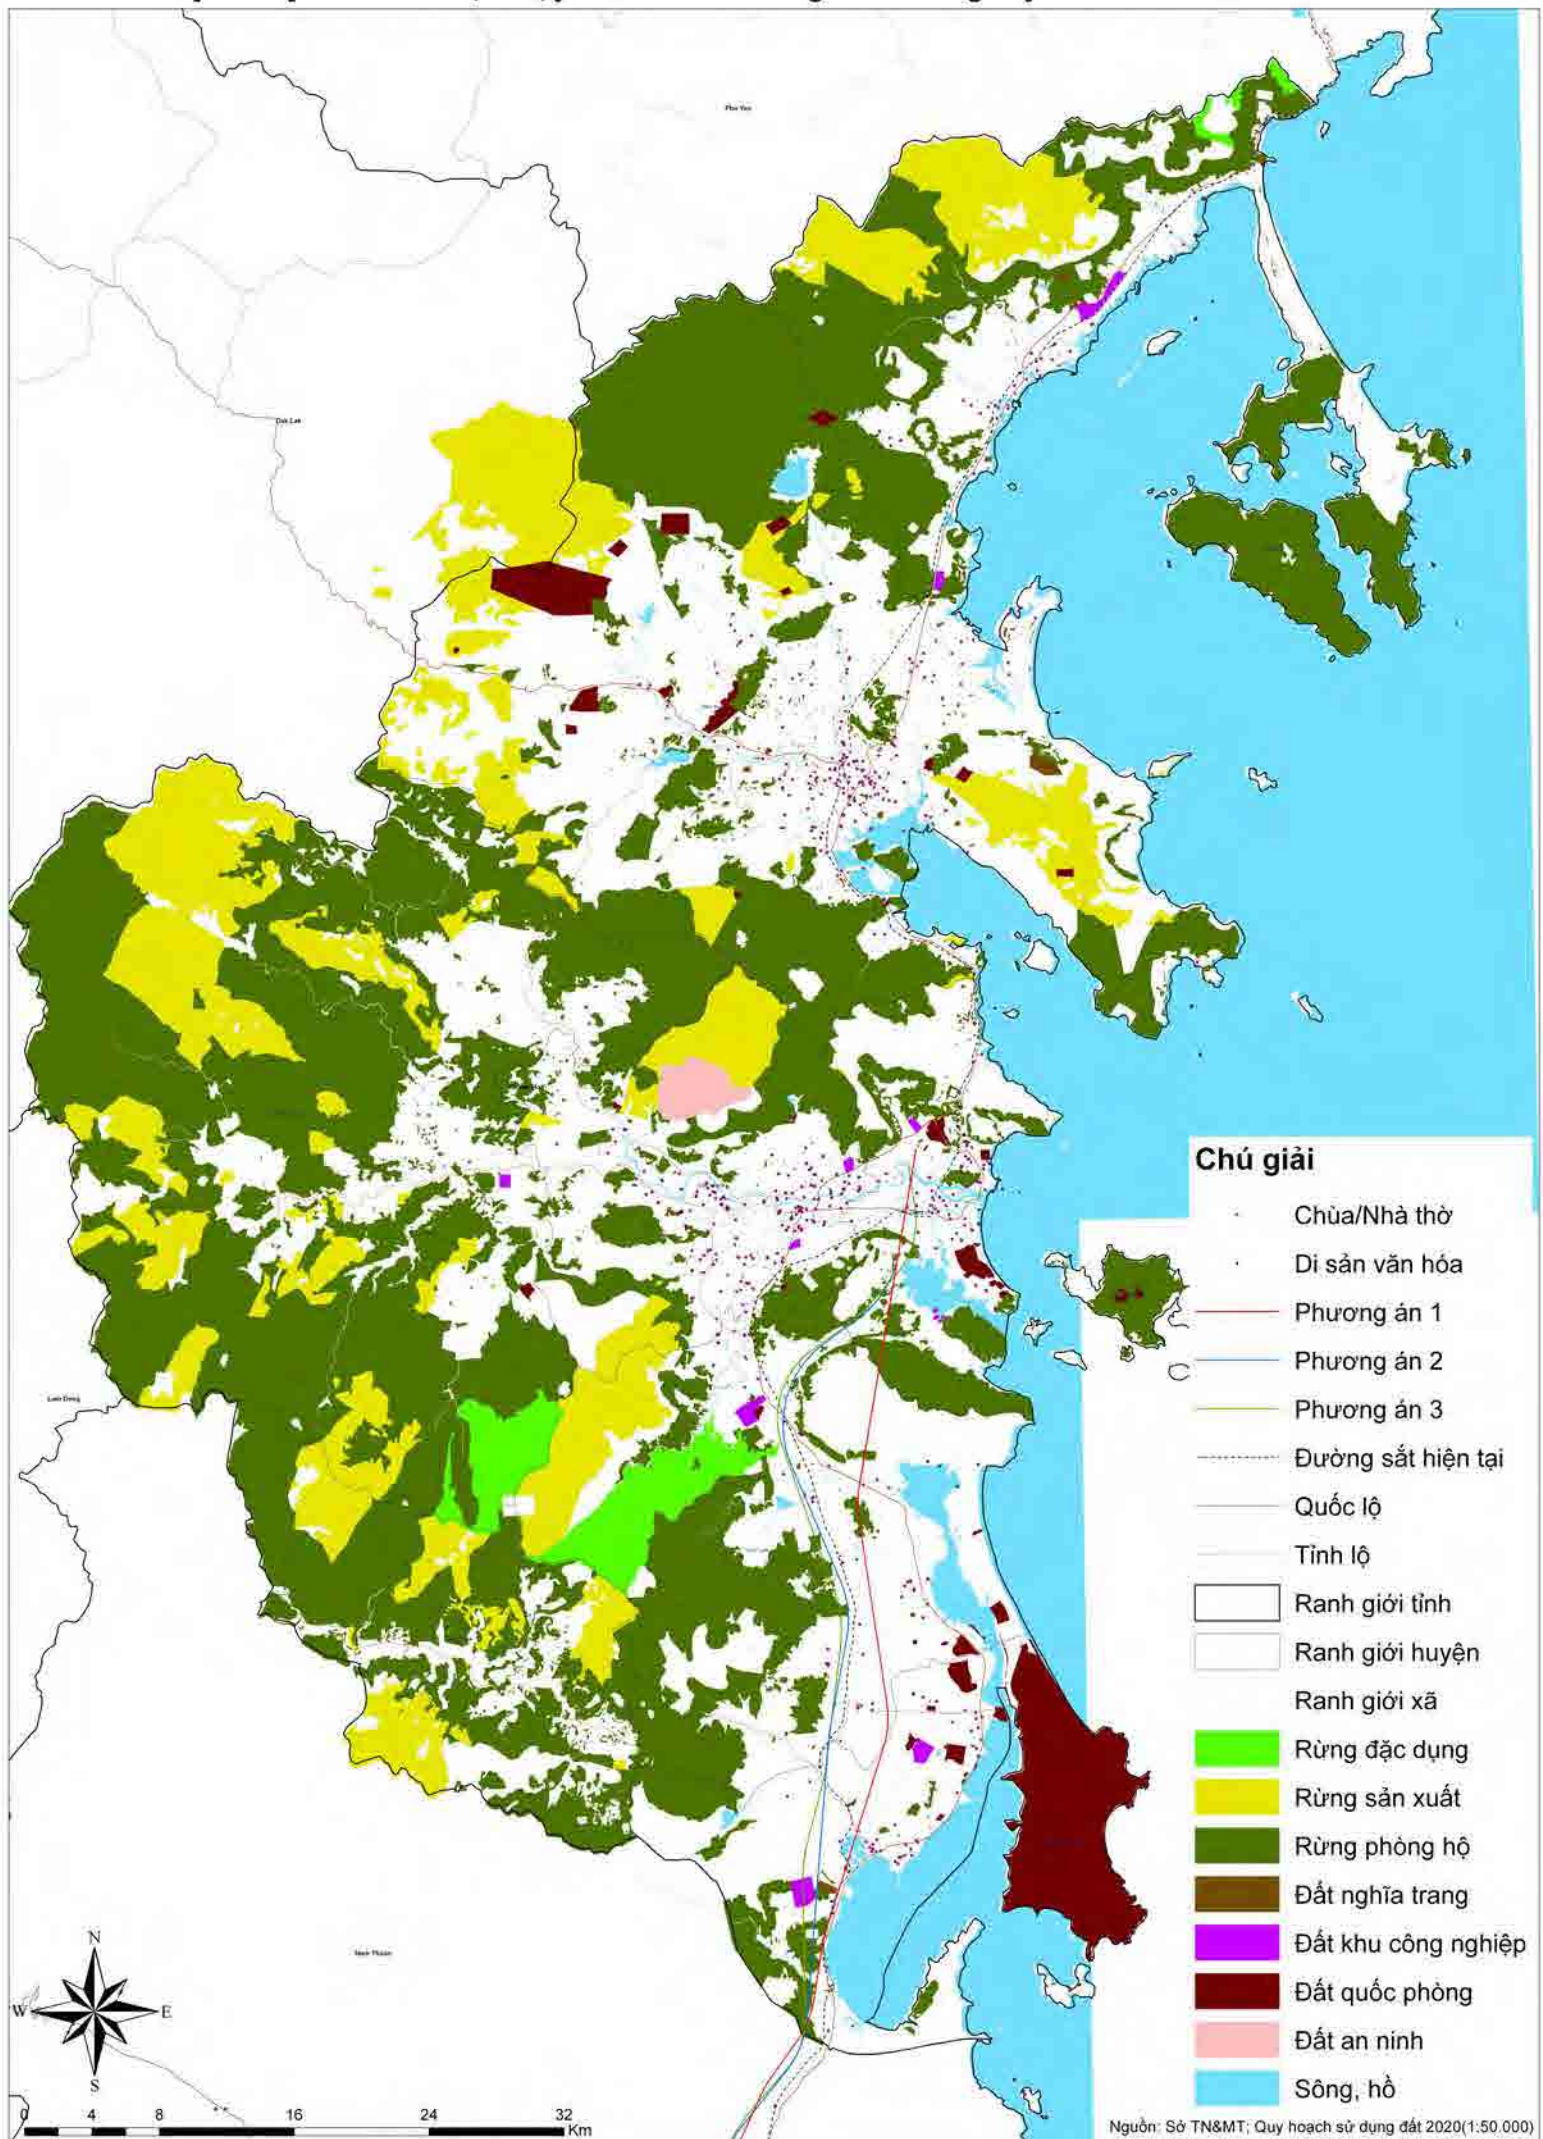 Phu Yen
Dak Lak
Lam Dong
Ninh Thuan
Chú giải
Chùa/Nhà thờ
Di sản văn hóa
Phương án 1
Phương án 2
Phương án 3
Đường sắt hiện tại
Quốc lộ
Tỉnh lộ
Ranh giới tỉnh
Ranh giới huyện
Ranh giới xã
Rừng đặc dụng
Rừng sản xuất
Rừng phòng hộ
Đất nghĩa trang
Đất khu công nghiệp
Đất quốc phòng
Đất an ninh
Sông, hồ
N
W E
S
0 4 8 16 24 32
Km
Nguồn: Sở TN&MT; Quy hoạch sử dụng đất 2020(1:50.000)